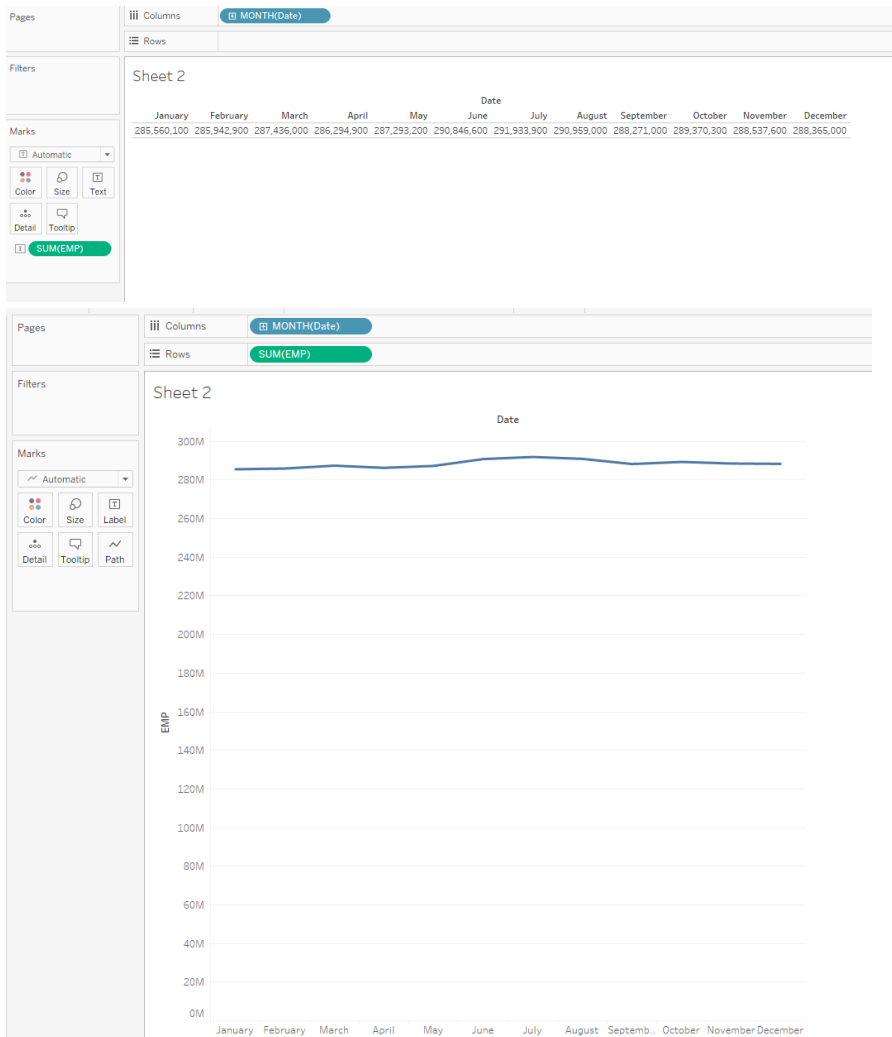 Pages
Columns
MONTH(Date)
Rows
Filters
Sheet 2
Date
January February March April May June July August September October November December
285,560,100 285,942,900 287,436,000 286,294,900 287,293,200 290,846,600 291,933,900 290,959,000 288,271,000 289,370,300 288,537,600 288,365,000
Marks
Automatic
Color Size Text
Detail Tooltip
SUM(EMP)
Pages
Columns
MONTH(Date)
Rows
SUM(EMP)
Filters
Sheet 2
Date
Marks
Automatic
Color Size Label
Detail Tooltip Path
EMP
300M
280M
260M
240M
220M
200M
180M
160M
140M
120M
100M
80M
60M
40M
20M
0M
January February March April May June July August Septemb.. October November December